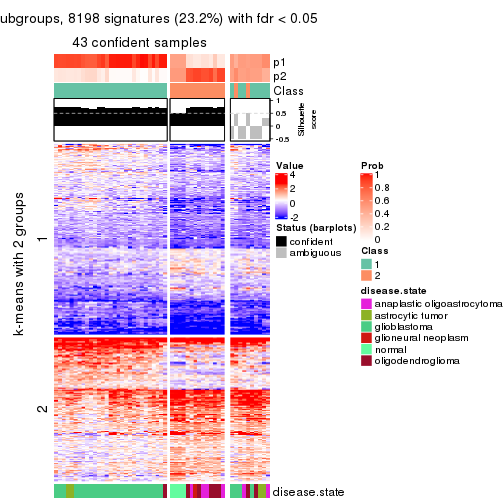 ubgroups, 8198 signatures (23.2%) with fdr < 0.05
43 confident samples
p1
p2
Class
1
0.5
0
-0.5
Silhouette
score
k-means with 2 groups
1
2
disease.state
Value
4
2
0
-2
Status (barplots)
confident
ambiguous
Prob
1
0.8
0.6
0.4
0.2
0
Class
1
2
disease.state
anaplastic oligoastrocytoma
astrocytic tumor
glioblastoma
glioneural neoplasm
normal
oligodendroglioma